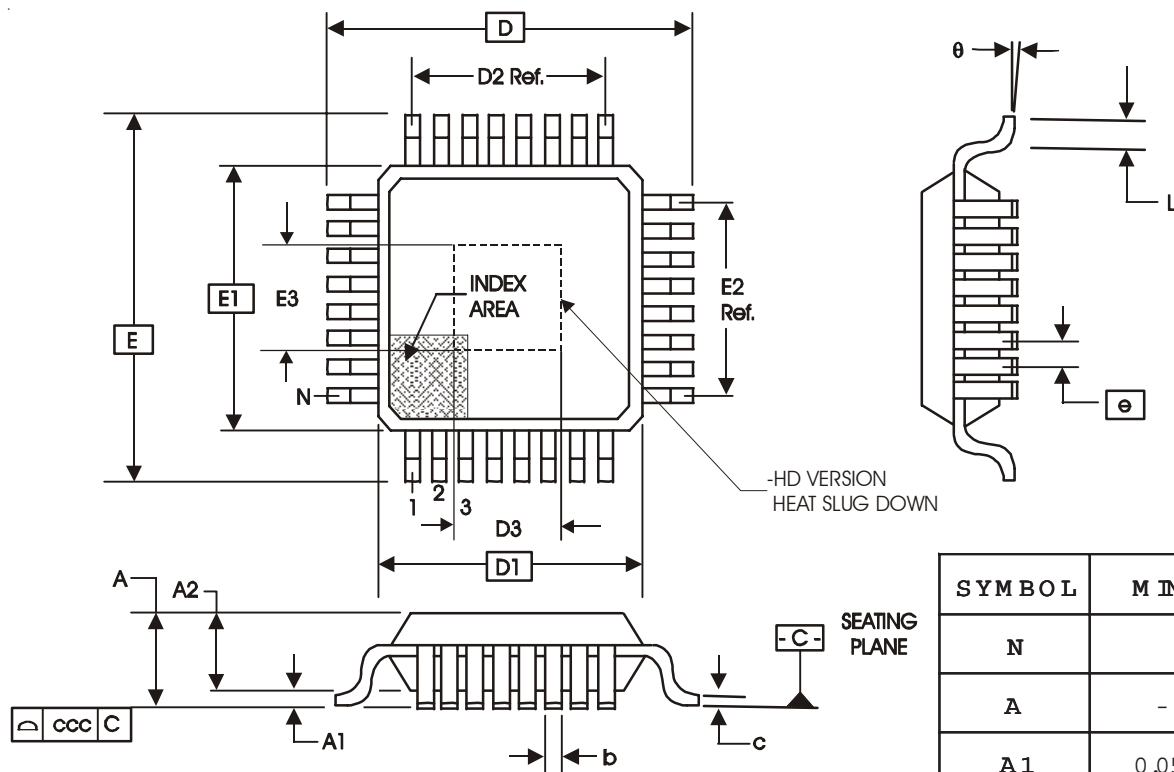 D
D2 Ref.
θ
L
E
E1
E3
INDEX
AREA
E2
Ref.
e
N
1
2
3
D3
D1
-HD VERSION
HEAT SLUG DOWN
A
A2
SEATING
PLANE
- C -
ccc C
A1
b
c
SYMBOL
N
A -
A1